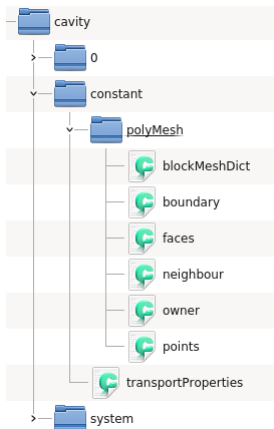 cavity
0
constant
polyMesh
blockMeshDict
boundary
faces
neighbour
owner
points
transportProperties
system